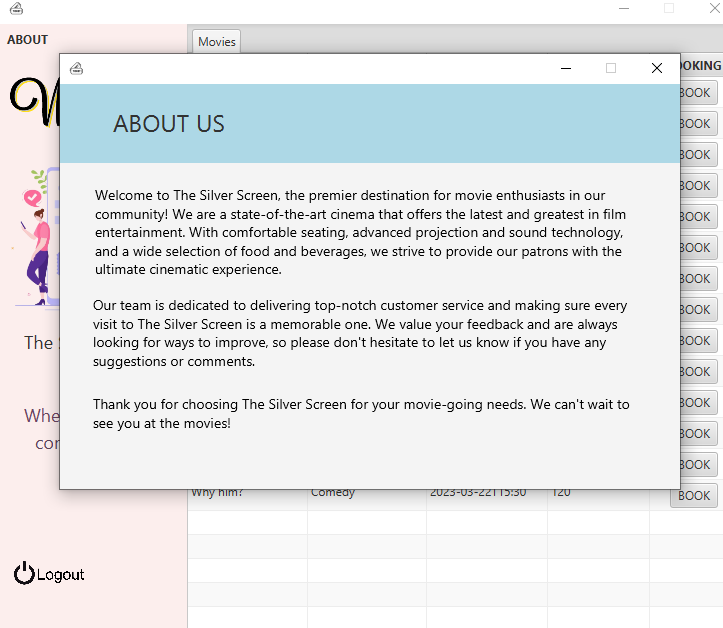 ABOUT
Movies
BOOKING
ABOUT US
Welcome to The Silver Screen, the premier destination for movie enthusiasts in our
community! We are a state-of-the-art cinema that offers the latest and greatest in film
entertainment. With comfortable seating, advanced projection and sound technology,
and a wide selection of food and beverages, we strive to provide our patrons with the
ultimate cinematic experience.
Our team is dedicated to delivering top-notch customer service and making sure every
visit to The Silver Screen is a memorable one. We value your feedback and are always
looking for ways to improve, so please don't hesitate to let us know if you have any
suggestions or comments.
Thank you for choosing The Silver Screen for your movie-going needs. We can't wait to
see you at the movies!
BOOK
BOOK
BOOK
BOOK
BOOK
BOOK
BOOK
BOOK
BOOK
BOOK
BOOK
BOOK
BOOK
The
Why him? Comedy 2023-03-22T15:30 120 BOOK
Logout